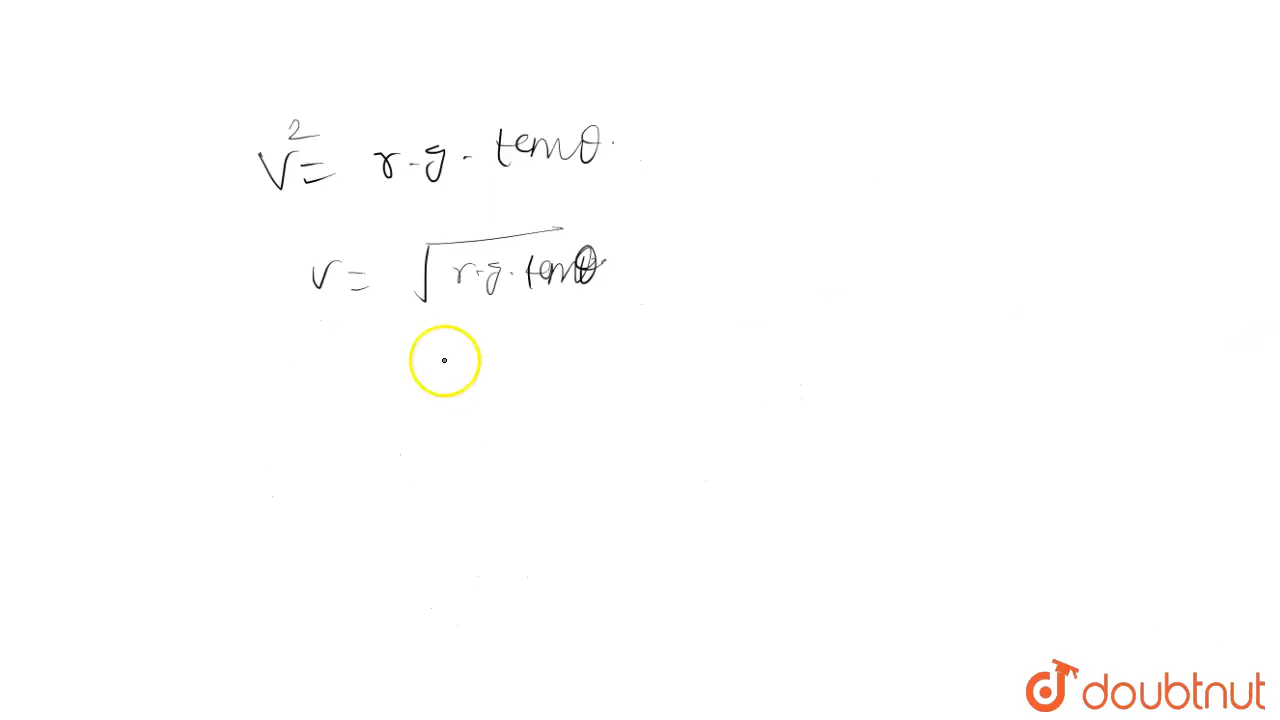 v² = r.g.tanθ.
v = √r.g.tanθ
doubtnut